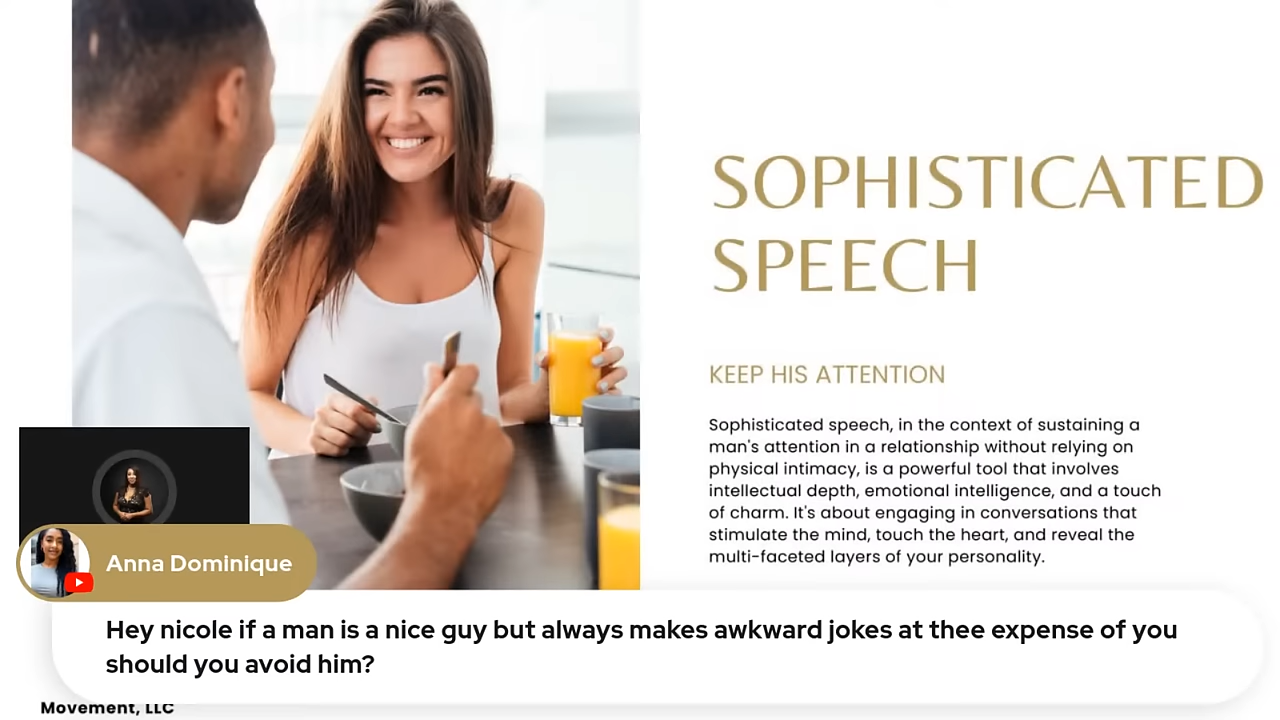 SOPHISTICATED
SPEECH
KEEP HIS ATTENTION
Sophisticated speech, in the context of sustaining a
man's attention in a relationship without relying on
physical intimacy, is a powerful tool that involves
intellectual depth, emotional intelligence, and a touch
of charm. It's about engaging in conversations that
stimulate the mind, touch the heart, and reveal the
multi-faceted layers of your personality.
Anna Dominique
Hey nicole if a man is a nice guy but always makes awkward jokes at thee expense of you
should you avoid him?
Movement, LLC